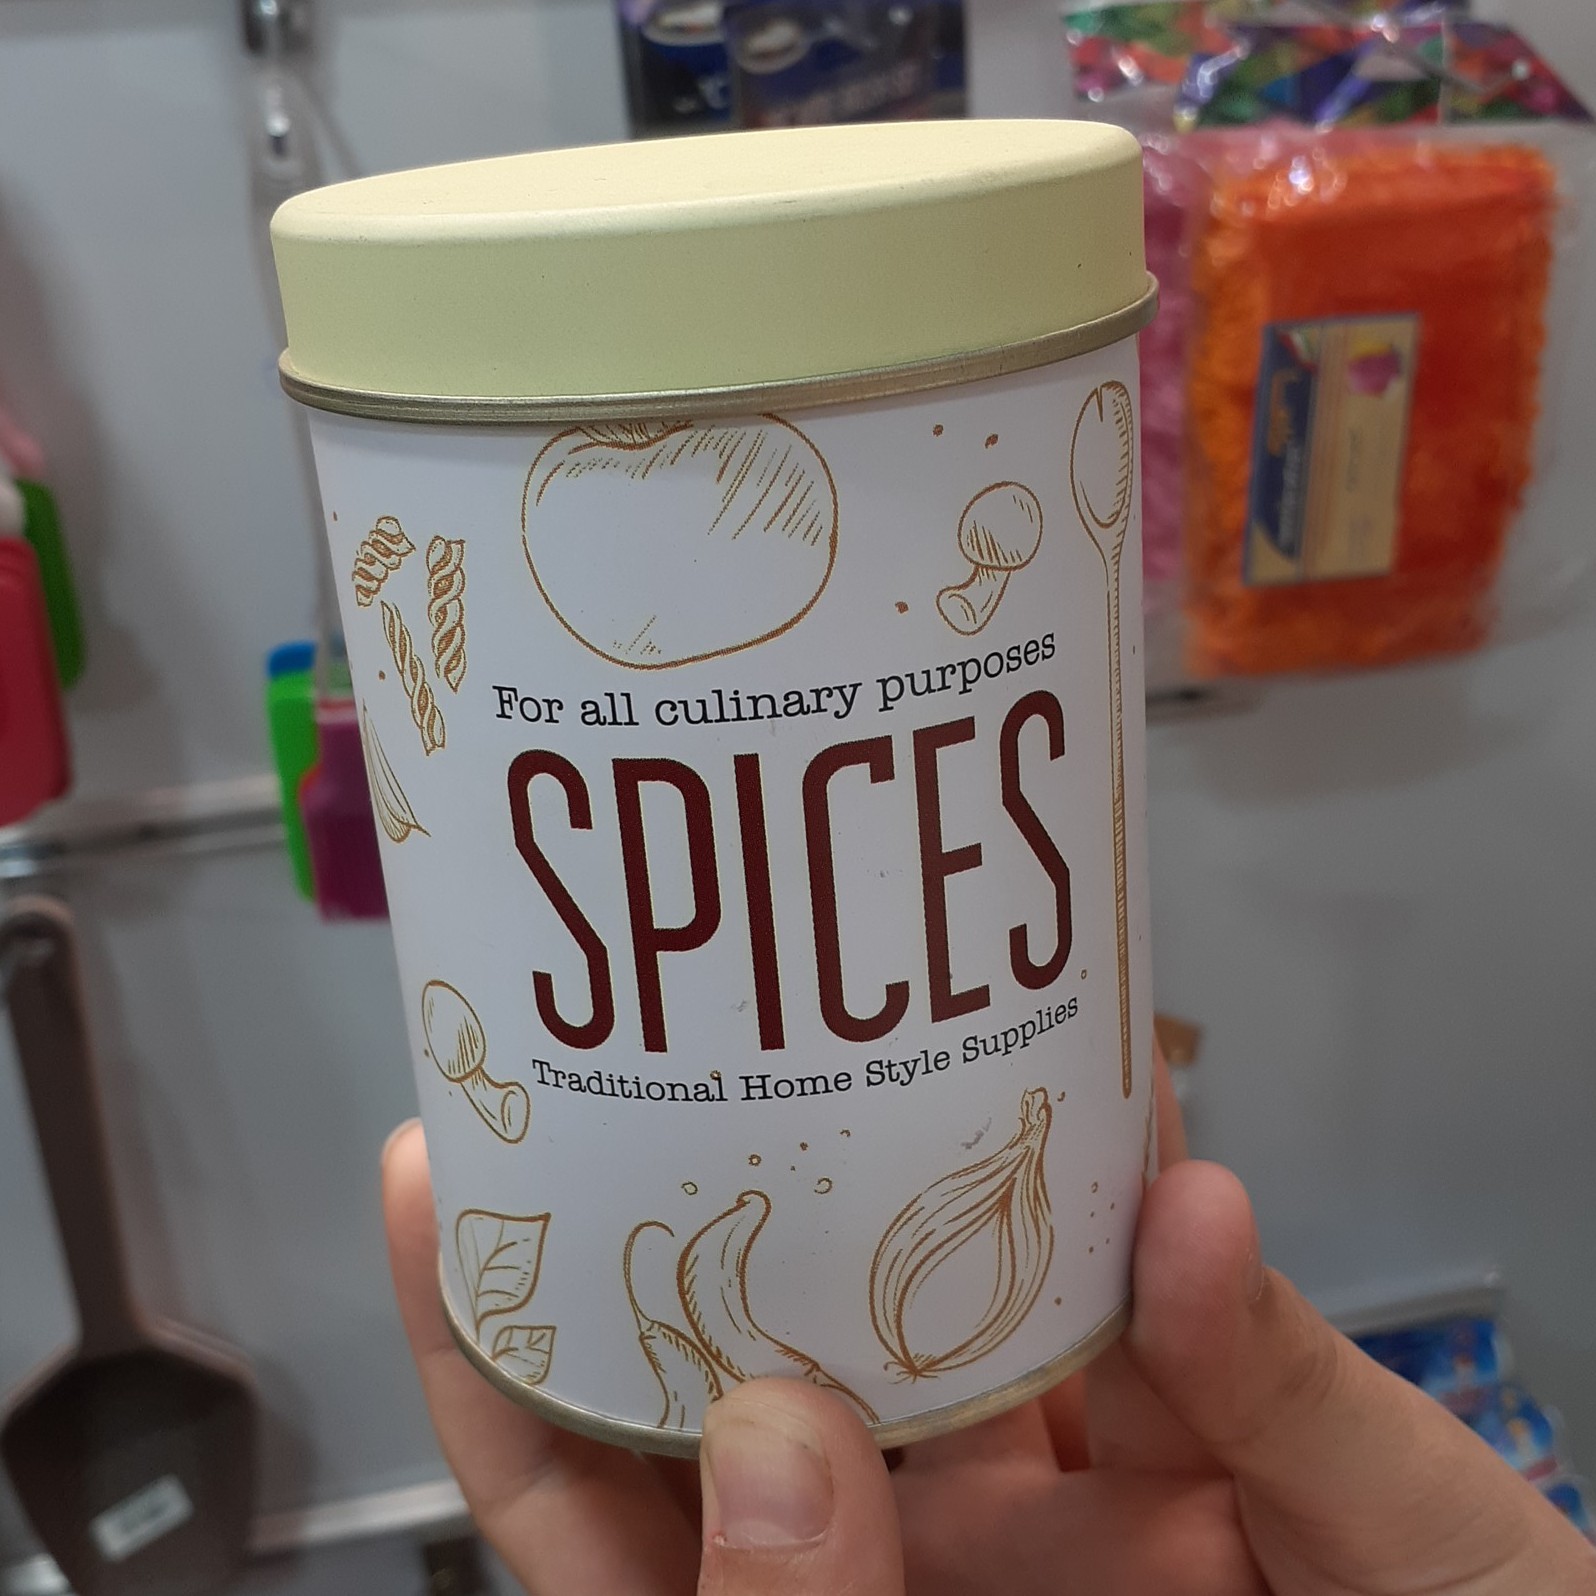 For all culinary purposes
SPICES
Traditional Home Style Supplies